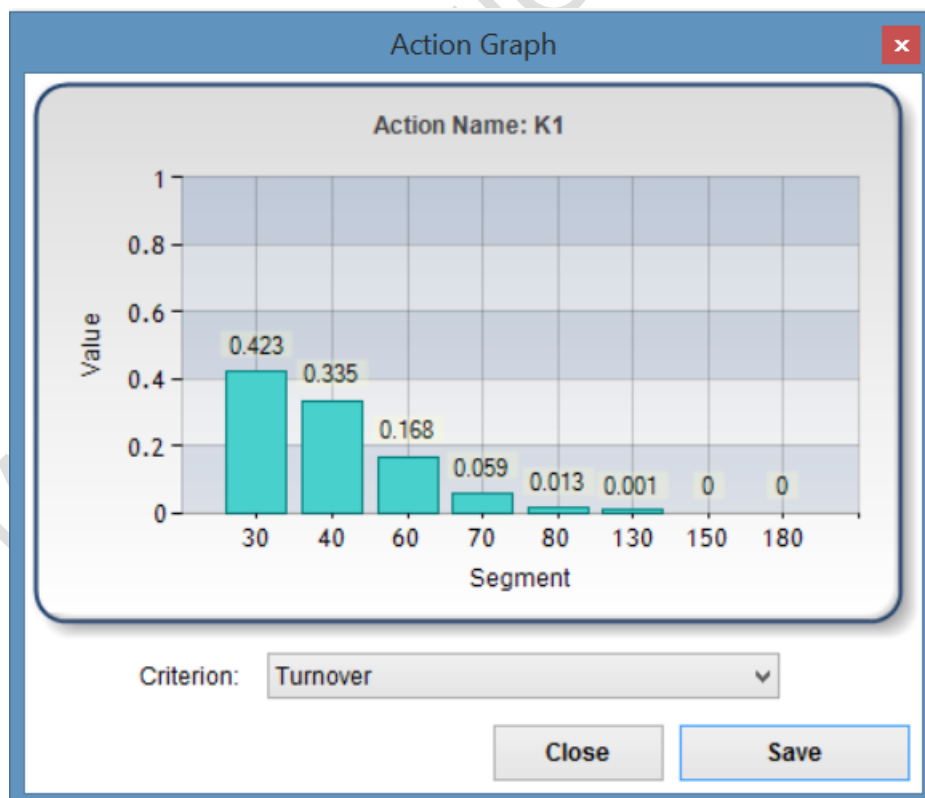 Action Graph
x
Action Name: K1
1
0.8
0.6
0.4
0.2
0
Value
0.423
0.335
0.168
0.059
0.013
0.001
0
0
30 40 60 70 80 130 150 180
Segment
Criterion: Turnover
Close Save